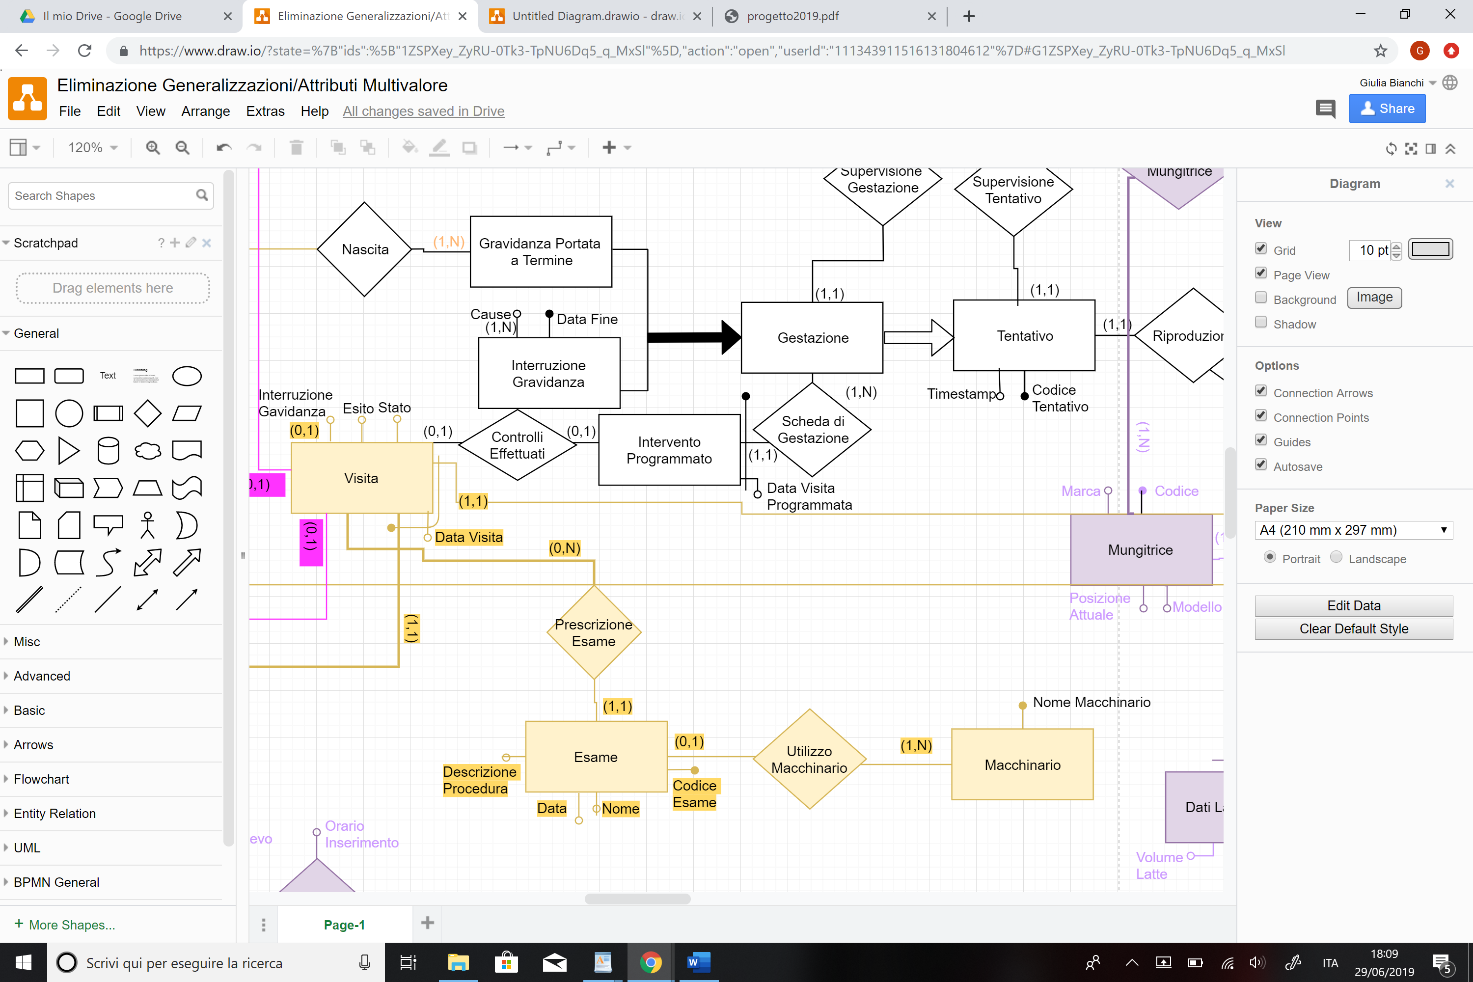 Il mio Drive - Google Drive
Eliminazione Generalizzazioni/At
Untitled Diagram.drawio - draw.i
progetto2019.pdf
https://www.draw.io/?state=%7B"ids":%5B"1ZSPXey_ZyRU-0Tk3-TpNU6Dq5_q_MxSl"%5D,"action":"open","userId":"111343911516131804612"%7D#G1ZSPXey_ZyRU-0Tk3-TpNU6Dq5_q_MxSl
G
Eliminazione Generalizzazioni/Attributi Multivalore
Giulia Bianchi
File Edit View Arrange Extras Help All changes saved in Drive
Share
120%
Search Shapes
Scratchpad
?
Drag elements here
General
Text
Misc
Advanced
Basic
Arrows
Flowchart
Entity Relation
UML
BPMN General
+ More Shapes...
Supervisione
Gestazione
Supervisione
Tentativo
Mungitrice
Nascita
(1,N)
Gravidanza Portata
a Termine
(1,1)
(1,1)
Cause
(1,N)
Data Fine
Interruzione
Gravidanza
Gestazione
Tentativo
(1,1)
Riproduzion
Interruzione
Gavidanza
Esito
Stato
(0,1)
(0,1)
Controlli
Effettuati
(0,1)
Intervento
Programmato
(1,N)
Scheda di
Gestazione
(1,1)
Timestamp
Codice
Tentativo
(1,N)
Visita
0,1)
(1,1)
Data Visita
Programmata
Marca
Codice
(0,1)
Data Visita
(0,N)
Mungitrice
(1
Posizione
Attuale
Modello
(1,1)
Prescrizione
Esame
(1,1)
Nome Macchinario
Esame
(0,1)
Utilizzo
Macchinario
(1,N)
Macchinario
Descrizione
Procedura
Codice
Esame
Data
Nome
Dati L
Volume
Latte
evo
Orario
Inserimento
Page-1
Diagram
View
Grid
10 pt
Page View
Background
Image
Shadow
Options
Connection Arrows
Connection Points
Guides
Autosave
Paper Size
A4 (210 mm x 297 mm)
Portrait
Landscape
Edit Data
Clear Default Style
Scrivi qui per eseguire la ricerca
W
ITA
18:09
29/06/2019
5